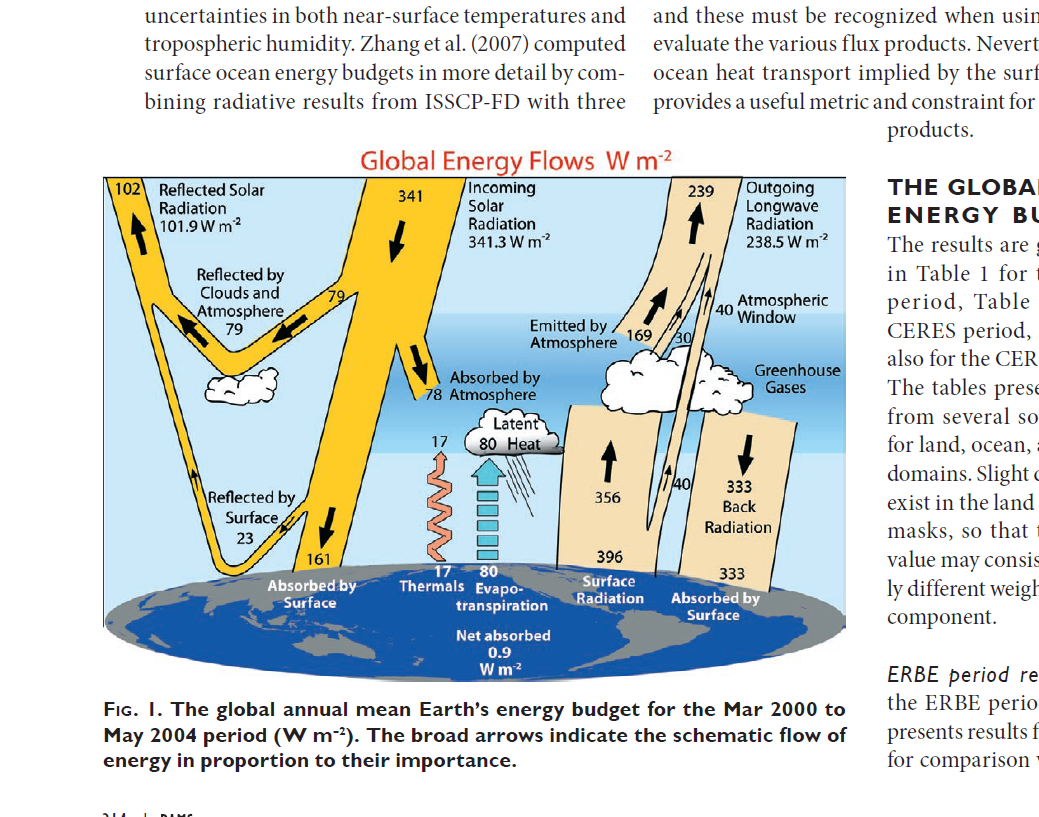 uncertainties in both near-surface temperatures and
tropospheric humidity. Zhang et al. (2007) computed
surface ocean energy budgets in more detail by com-
bining radiative results from ISSCP-FD with three
and these must be recognized when usin
evaluate the various flux products. Nevert
ocean heat transport implied by the surf
provides a useful metric and constraint for
products.
Global Energy Flows W m-2
102
Reflected Solar
Radiation
101.9 W m-2
341
Incoming
Solar
Radiation
341.3 W m-2
239
Outgoing
Longwave
Radiation
238.5 W m-2
Reflected by
Clouds and
Atmosphere
79
79
Emitted by
Atmosphere
169
30
40
Atmospheric
Window
Greenhouse
Gases
78
Absorbed by
Atmosphere
Latent
80 Heat
17
356
40
333
Back
Radiation
Reflected by
Surface
23
161
Absorbed by
Surface
17
Thermals
80
Evapo-
transpiration
396
Surface
Radiation
333
Absorbed by
Surface
Net absorbed
0.9
W m-2
FIG. 1. The global annual mean Earth's energy budget for the Mar 2000 to
May 2004 period (W m-2). The broad arrows indicate the schematic flow of
energy in proportion to their importance.
THE GLOBA
ENERGY BU
The results are g
in Table 1 for t
period, Table
CERES period,
also for the CER
The tables prese
from several so
for land, ocean, a
domains. Slight d
exist in the land
masks, so that t
value may consis
ly different weigh
component.
ERBE period re
the ERBE perio
presents results f
for comparison w